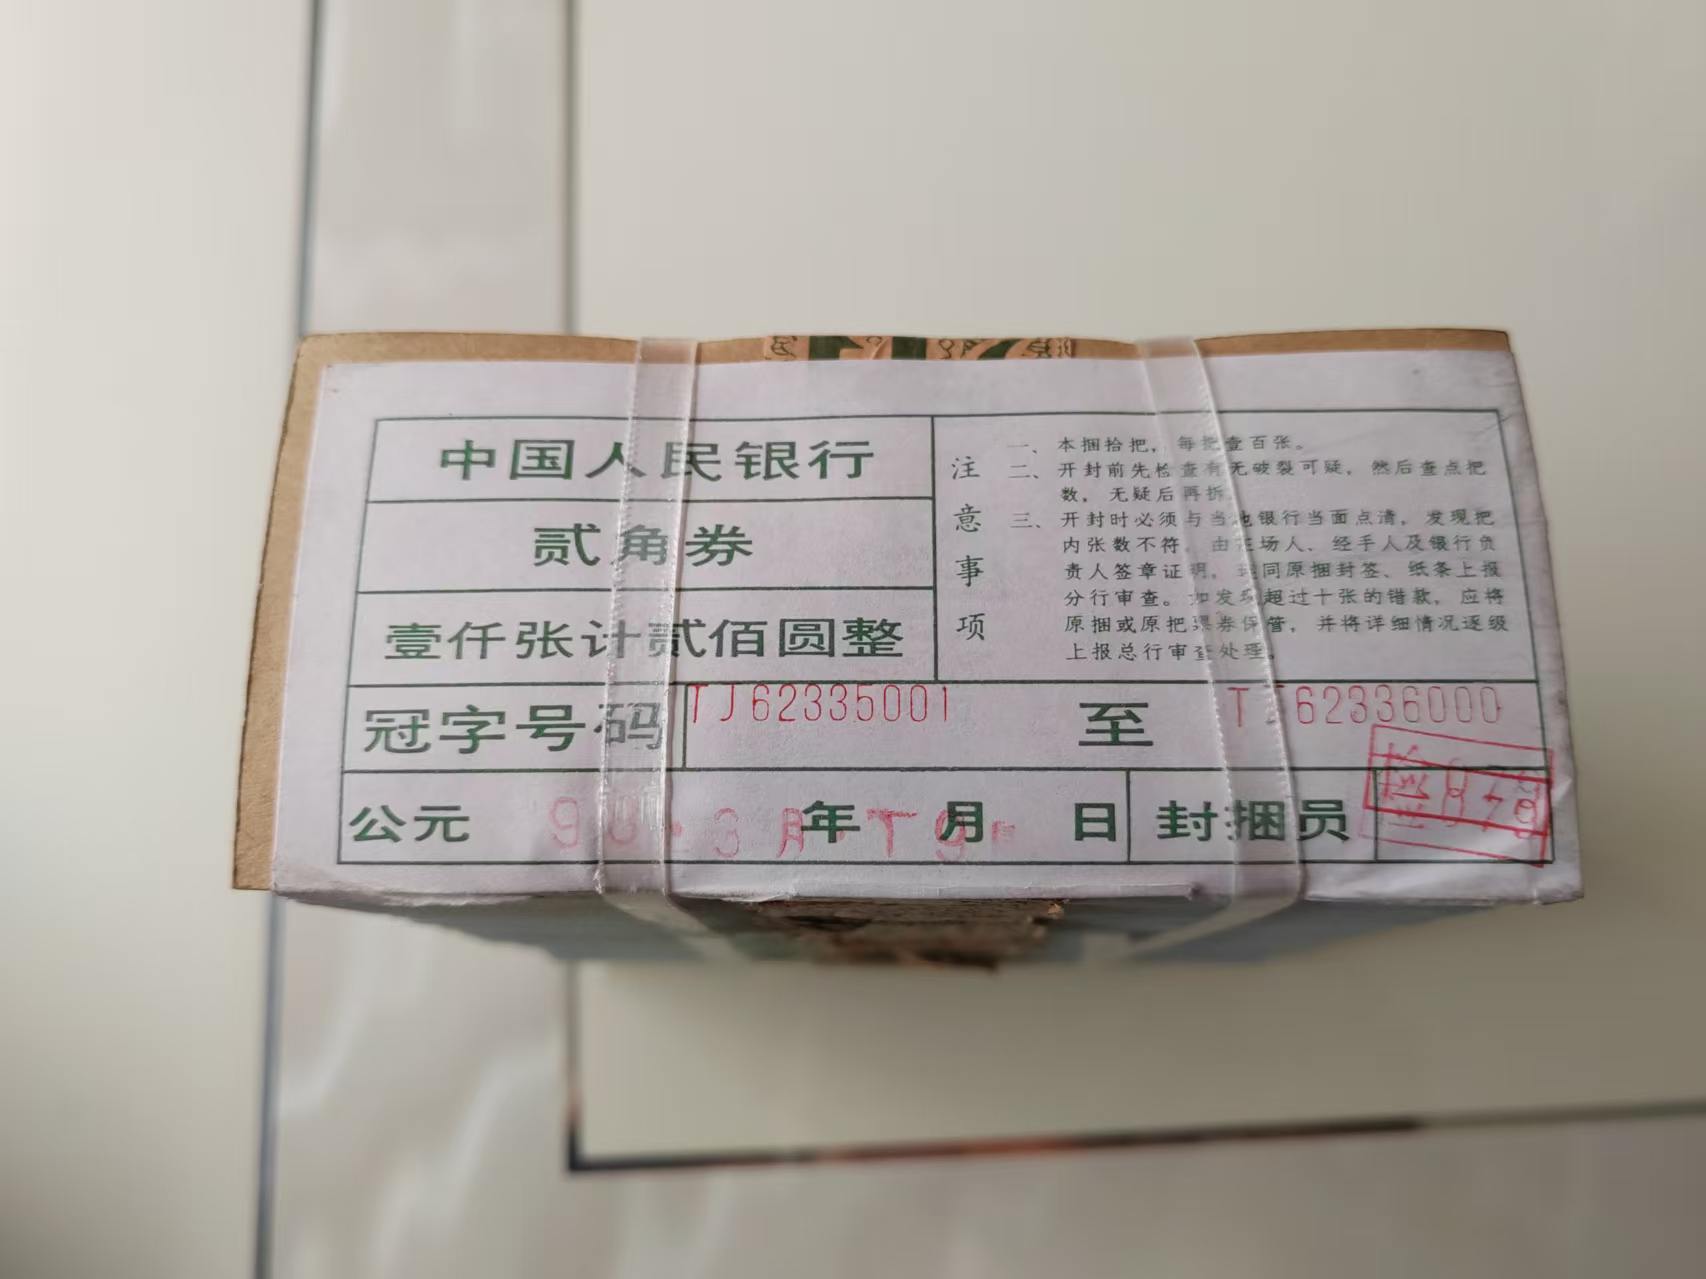 中国人民银行
贰角券
壹仟张计贰佰圆整
注意事项
一、本捆拾把，每把壹百张。
二、开封前先检查有无破裂可疑，然后查点把
数，无疑后再拆。
三、开封时必须与当地银行当面点清，发现把
内张数不符，由在场人、经手人及银行负
责人签章证明，连同原捆封签、纸条上报
分行审查。如发现超过十张的错款，应将
原捆或原把票券保管，并将详细情况逐级
上报总行审查处理。
冠字号码 TJ62335001 至 TJ62336000
公元 年 月 日 封捆员